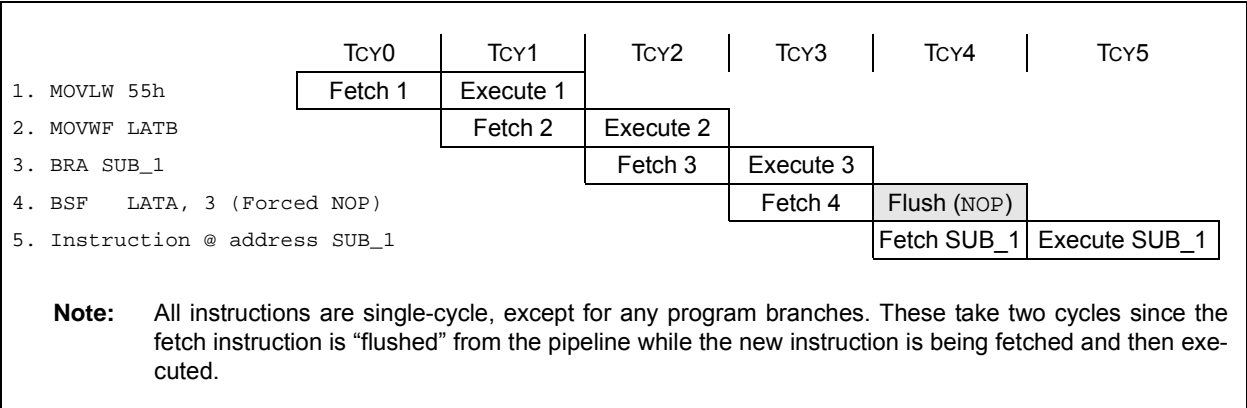 TCY0 TCY1 TCY2 TCY3 TCY4 TCY5
1. MOVLW 55h Fetch 1 Execute 1
2. MOVWF LATB Fetch 2 Execute 2
3. BRA SUB_1 Fetch 3 Execute 3
4. BSF LATA, 3 (Forced NOP) Fetch 4 Flush (NOP)
5. Instruction @ address SUB_1 Fetch SUB_1 Execute SUB_1
Note: All instructions are single-cycle, except for any program branches. These take two cycles since the
fetch instruction is “flushed” from the pipeline while the new instruction is being fetched and then exe-
cuted.